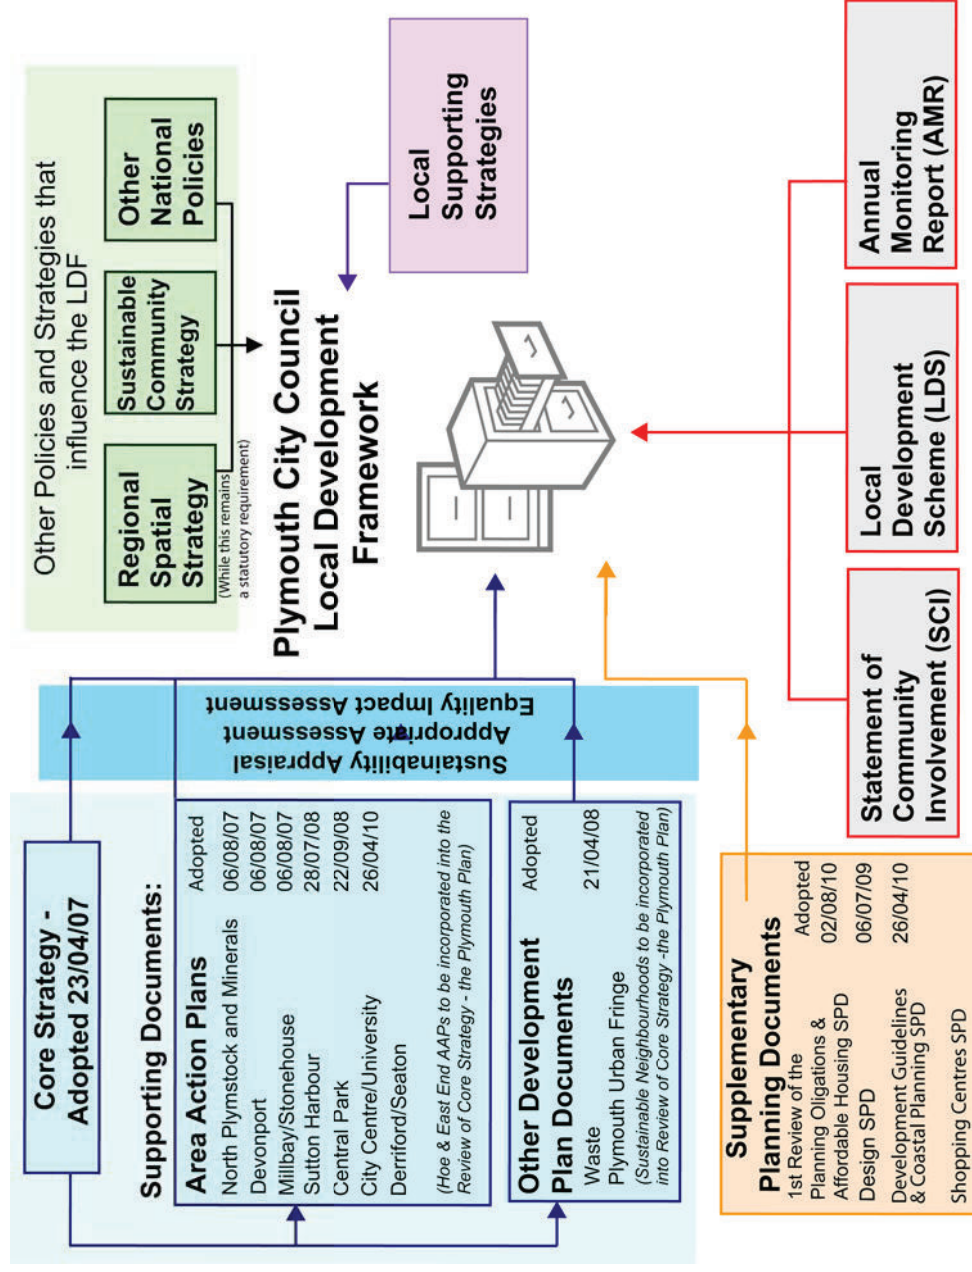 Core Strategy -
Adopted 23/04/07
Supporting Documents:
Area Action Plans
Adopted
North Plymstock and Minerals 06/08/07
Devonport 06/08/07
Millbay/Stonehouse 06/08/07
Sutton Harbour 28/07/08
Central Park 22/09/08
City Centre/University 26/04/10
Derriford/Seaton
(Hoe & East End AAPs to be incorporated into the
Review of Core Strategy - the Plymouth Plan)
Other Development
Plan Documents
Adopted
Waste 21/04/08
Plymouth Urban Fringe
(Sustainable Neighbourhoods to be incorporated
into Review of Core Strategy -the Plymouth Plan)
Supplementary
Planning Documents
1st Review of the Adopted
Planning Oligations & 02/08/10
Affordable Housing SPD
Design SPD 06/07/09
Development Guidelines 26/04/10
& Coastal Planning SPD
Shopping Centres SPD
Sustainability Appraisal
Appropriate Assessment
Equality Impact Assessment
Other Policies and Strategies that
influence the LDF
Regional
Spatial
Strategy
(While this remains
a statutory requirement)
Sustainable
Community
Strategy
Other
National
Policies
Plymouth City Council
Local Development
Framework
Local
Supporting
Strategies
Statement of
Community
Involvement (SCI)
Local
Development
Scheme (LDS)
Annual
Monitoring
Report (AMR)